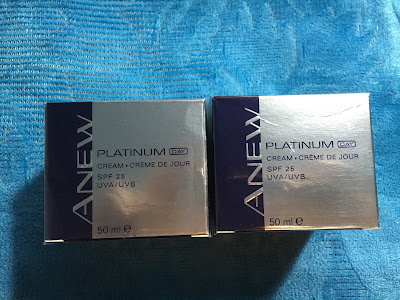 ANEW
PLATINUM DAY
CREAM • CRÈME DE JOUR
SPF 25
UVA/UVB
50 ml e
ANEW
PLATINUM DAY
CREAM • CRÈME DE JOUR
SPF 25
UVA/UVB
50 ml e